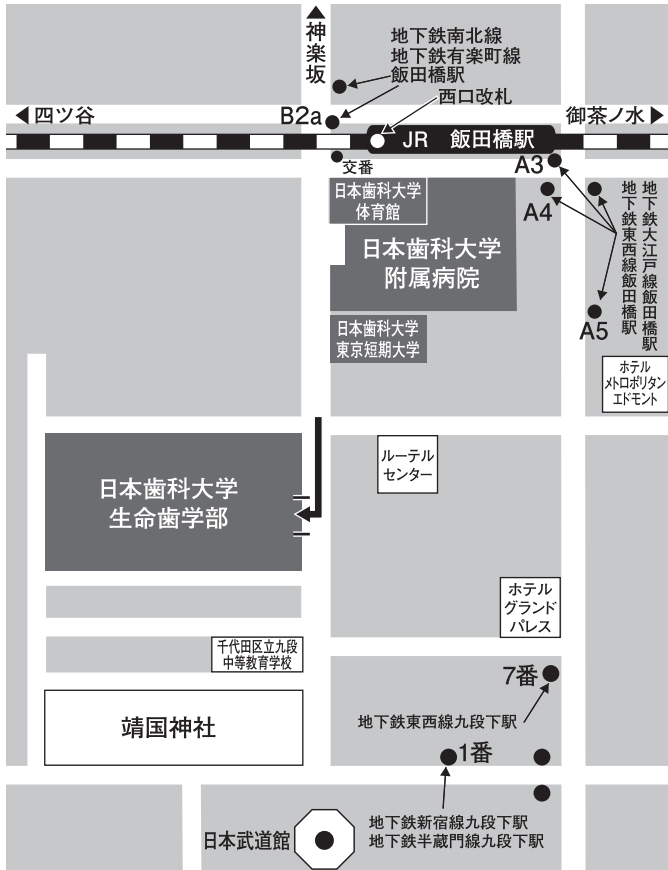 ▲神楽坂
地下鉄南北線
地下鉄有楽町線
飯田橋駅
西口改札
◀四ツ谷
B2a
御茶ノ水▶
JR 飯田橋駅
交番
A3
A4
日本歯科大学
体育館
日本歯科大学
附属病院
地下鉄大江戸線飯田橋駅
地下鉄東西線飯田橋駅
A5
日本歯科大学
東京短期大学
ホテル
メトロポリタン
エドモント
ルーテル
センター
日本歯科大学
生命歯学部
ホテル
グランド
パレス
千代田区立九段
中等教育学校
7番
地下鉄東西線九段下駅
靖国神社
1番
地下鉄新宿線九段下駅
地下鉄半蔵門線九段下駅
日本武道館